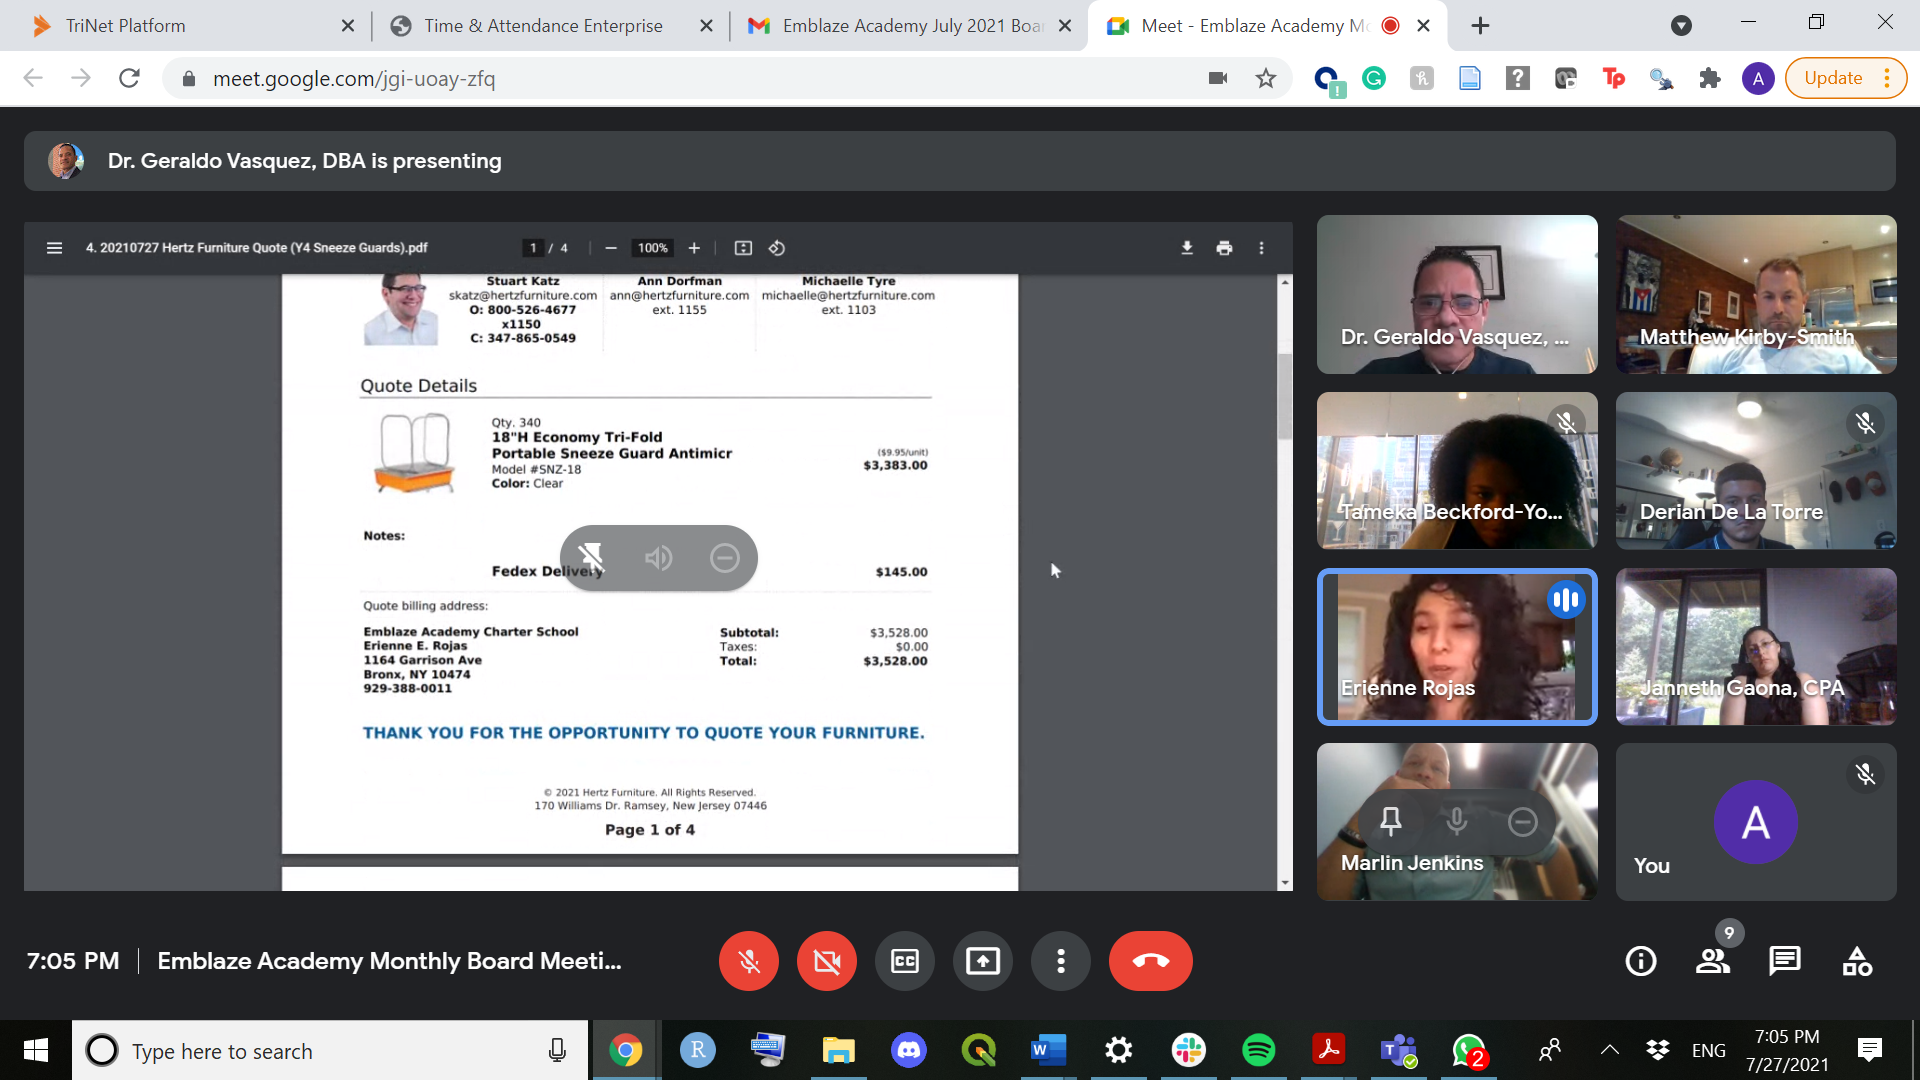 TriNet Platform
Time & Attendance Enterprise
Emblaze Academy July 2021 Boa
Meet - Emblaze Academy Mo
meet.google.com/jgi-uoay-zfq
A
Update
Dr. Geraldo Vasquez, DBA is presenting
4. 20210727 Hertz Furniture Quote (Y4 Sneeze Guards).pdf
1 / 4
100%
Stuart Katz
skatz@hertzfurniture.com
O: 800-526-4677
x1150
C: 347-865-0549
Ann Dorfman
ann@hertzfurniture.com
ext. 1155
Michaelle Tyre
michaelle@hertzfurniture.com
ext. 1103
Quote Details
Qty. 340
18"H Economy Tri-Fold
Portable Sneeze Guard Antimicr
Model #SNZ-18
Color: Clear
($9.95/unit)
$3,383.00
Notes:
Fedex Delivery
$145.00
Quote billing address:
Emblaze Academy Charter School
Erienne E. Rojas
1164 Garrison Ave
Bronx, NY 10474
929-388-0011
Subtotal: $3,528.00
Taxes: $0.00
Total: $3,528.00
THANK YOU FOR THE OPPORTUNITY TO QUOTE YOUR FURNITURE.
© 2021 Hertz Furniture. All Rights Reserved.
170 Williams Dr. Ramsey, New Jersey 07446
Page 1 of 4
Dr. Geraldo Vasquez, ...
Matthew Kirby-Smith
Tameka Beckford-Yo...
Derian De La Torre
Erienne Rojas
Janneth Gaona, CPA
Marlin Jenkins
A
You
7:05 PM
Emblaze Academy Monthly Board Meeti...
CC
9
Type here to search
R
W
2
ENG
7:05 PM
7/27/2021